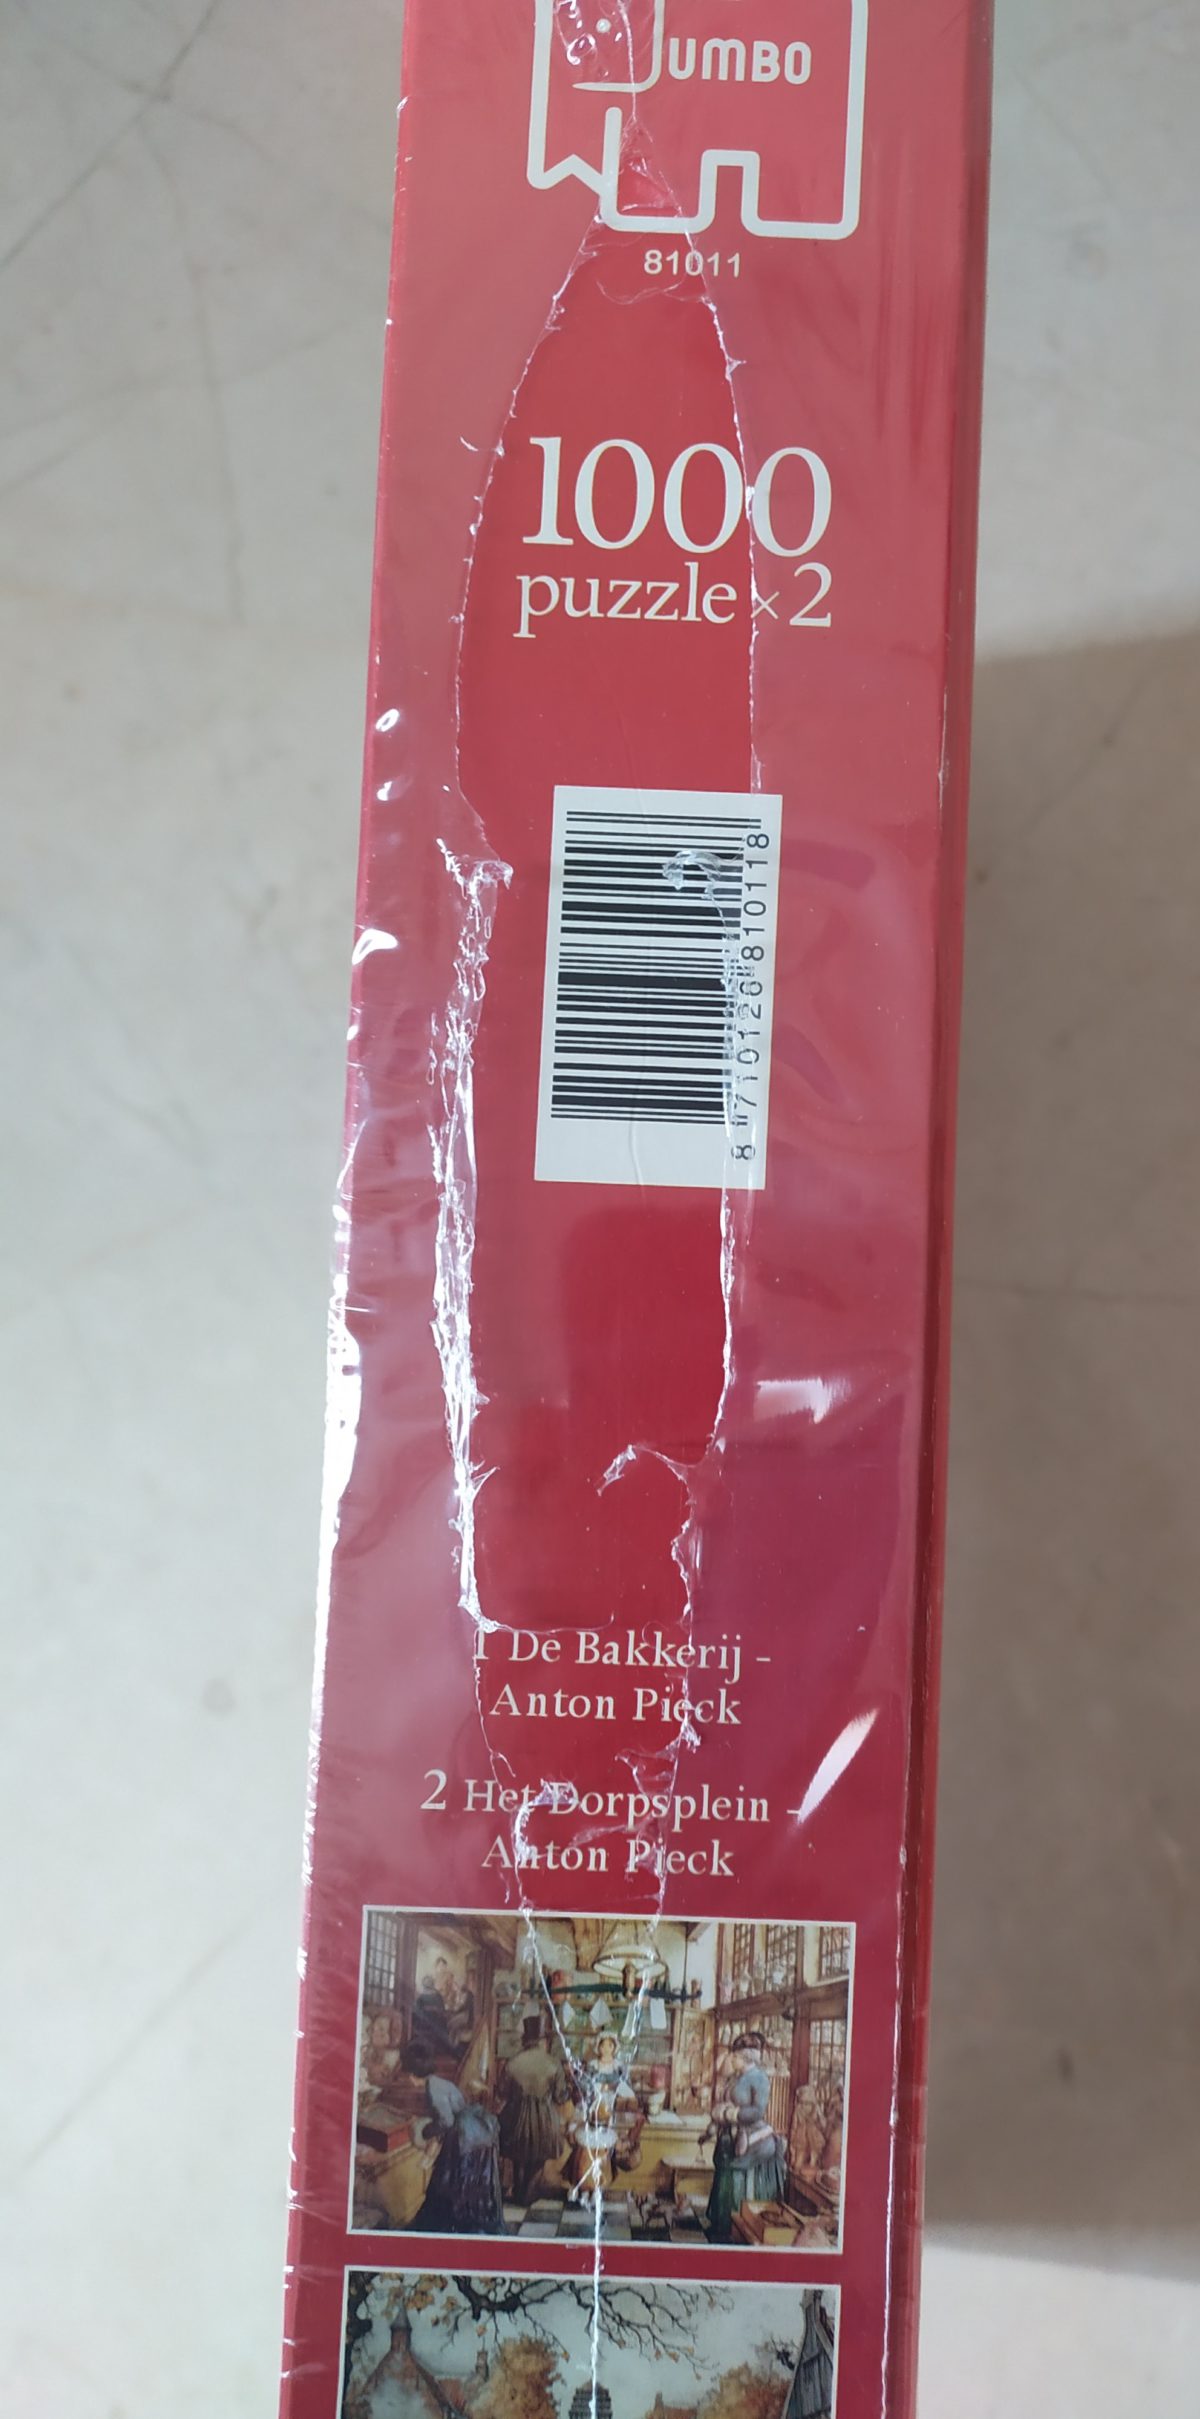 JUMBO
81011
1000
puzzle × 2
8 710126 810118
1 De Bakkerij -
Anton Pieck
2 Het Dorpsplein -
Anton Pieck